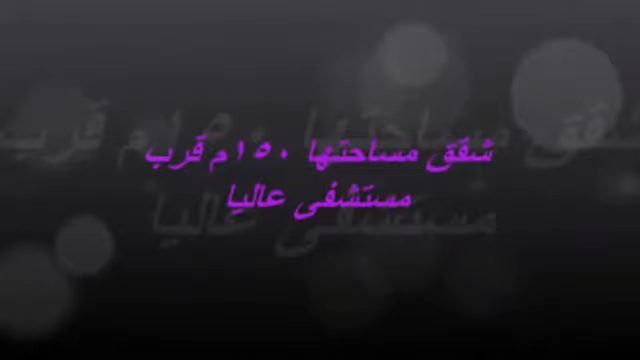 شقق مساحتها ١٥٠م قرب
مستشفى عاليا